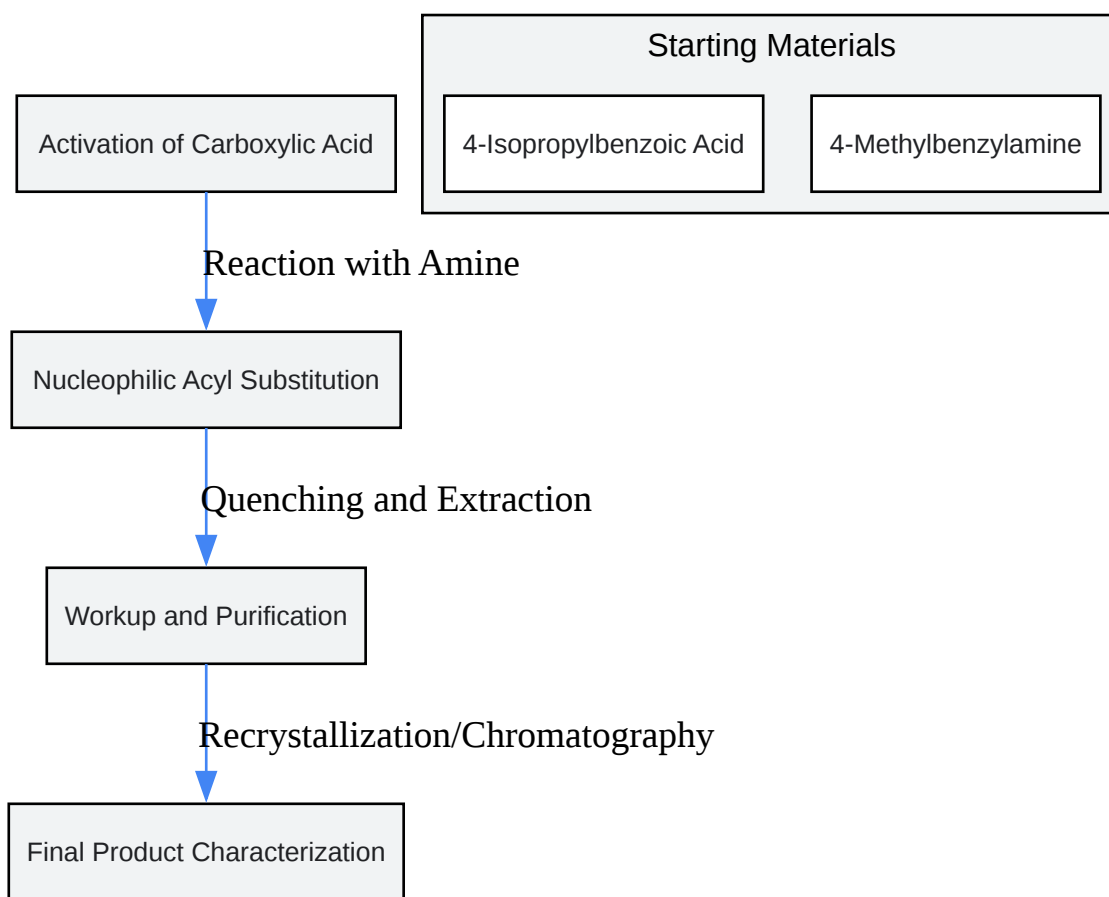 Starting Materials
Activation of Carboxylic Acid
4-Isopropylbenzoic Acid
4-Methylbenzylamine
Reaction with Amine
Nucleophilic Acyl Substitution
Quenching and Extraction
Workup and Purification
Recrystallization/Chromatography
Final Product Characterization